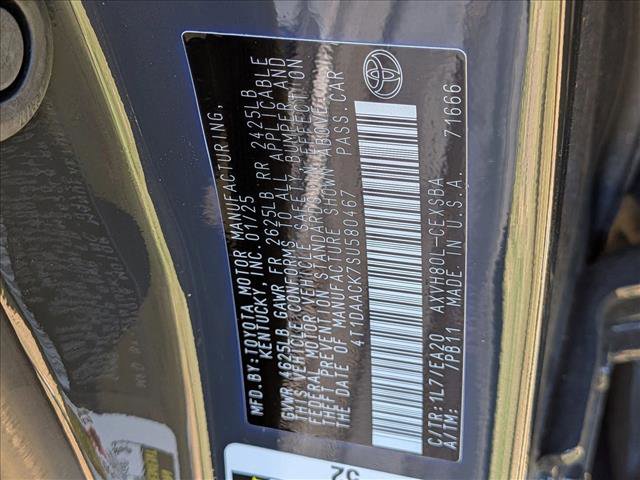 MFD.BY:TOYOTA MOTOR MANUFACTURING,
KENTUCKY, INC. 01/25
GVWR 4625LB GAWR FR 2625LB RR 2425LB
THIS VEHICLE CONFORMS TO ALL APPLICABLE
FEDERAL MOTOR VEHICLE SAFETY, BUMPER, AND
THEFT PREVENTION STANDARDS IN EFFECT ON
THE DATE OF MANUFACTURE SHOWN ABOVE.
4T1DAACK7SU580467 PASS.CAR
C/TR:1L7/EA20 AXVH80L-CEXSBA
A/TM: 7PB11 MADE IN U.S.A. 71666
52